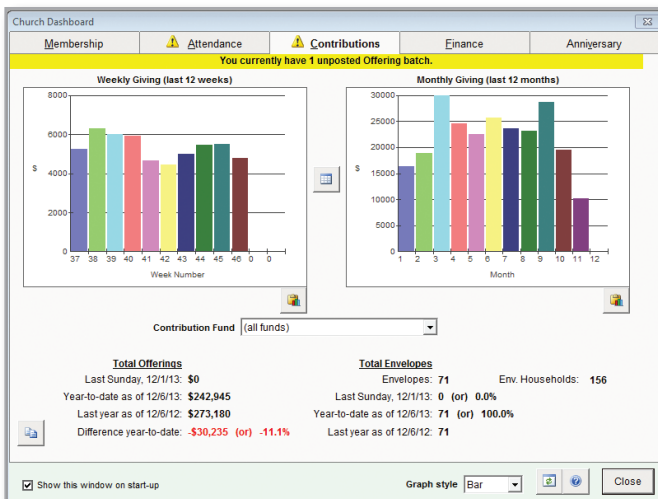 Church Dashboard
Membership Attendance Contributions Finance Anniversary
You currently have 1 unposted Offering batch.
Weekly Giving (last 12 weeks)
8000
6000
4000
2000
0
$
37 38 39 40 41 42 43 44 45 46 0 0
Week Number
Monthly Giving (last 12 months)
30000
25000
20000
15000
10000
5000
0
$
1 2 3 4 5 6 7 8 9 10 11 12
Month
Contribution Fund (all funds)
Total Offerings
Last Sunday, 12/1/13: $0
Year-to-date as of 12/6/13: $242,945
Last year as of 12/6/12: $273,180
Difference year-to-date: -$30,235 (or) -11.1%
Total Envelopes
Envelopes: 71 Env. Households: 156
Last Sunday, 12/1/13: 0 (or) 0.0%
Year-to-date as of 12/6/13: 71 (or) 100.0%
Last year as of 12/6/12: 71
Show this window on start-up
Graph style Bar
Close